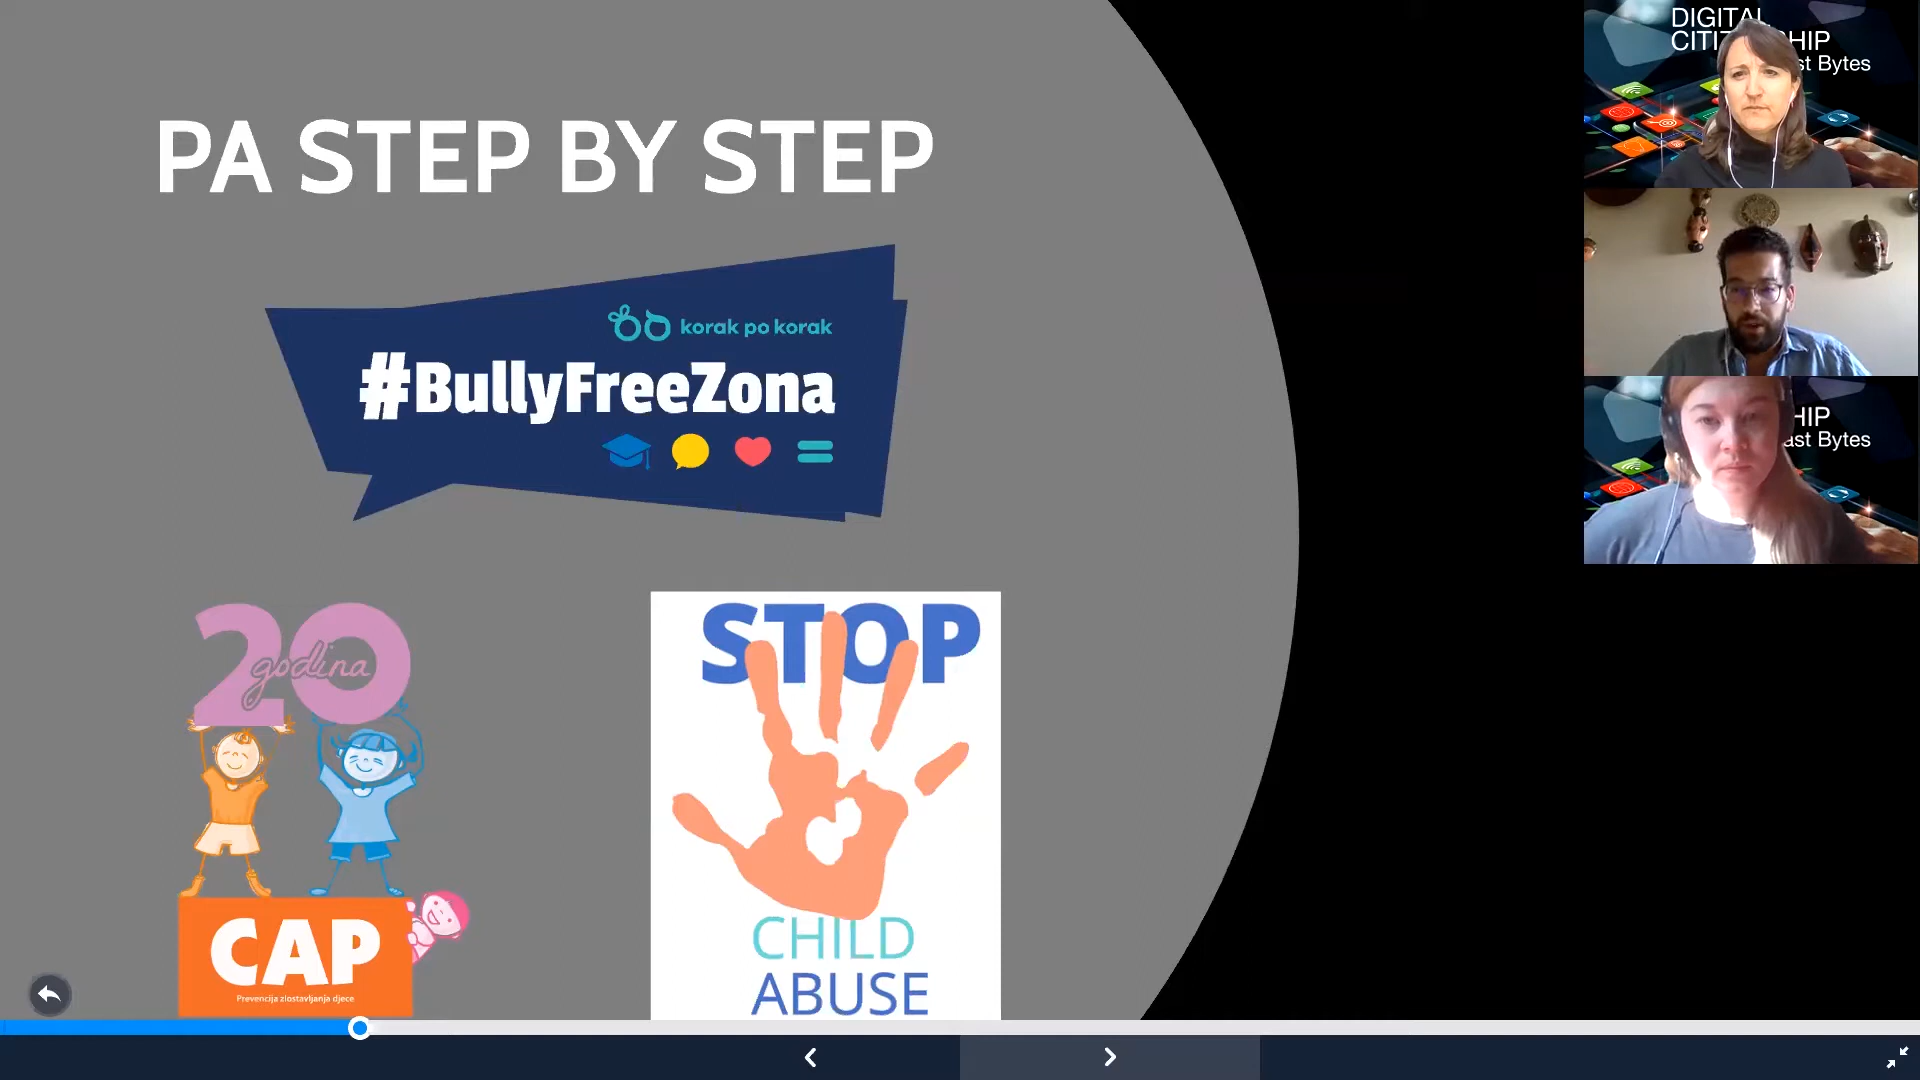 PA STEP BY STEP
korak po korak
#BullyFreeZona
20
godina
CAP
Prevencija zlostavljanja djece
STOP
CHILD
ABUSE
DIGITAL
CITIZ HIP
st Bytes
HIP
ast Bytes